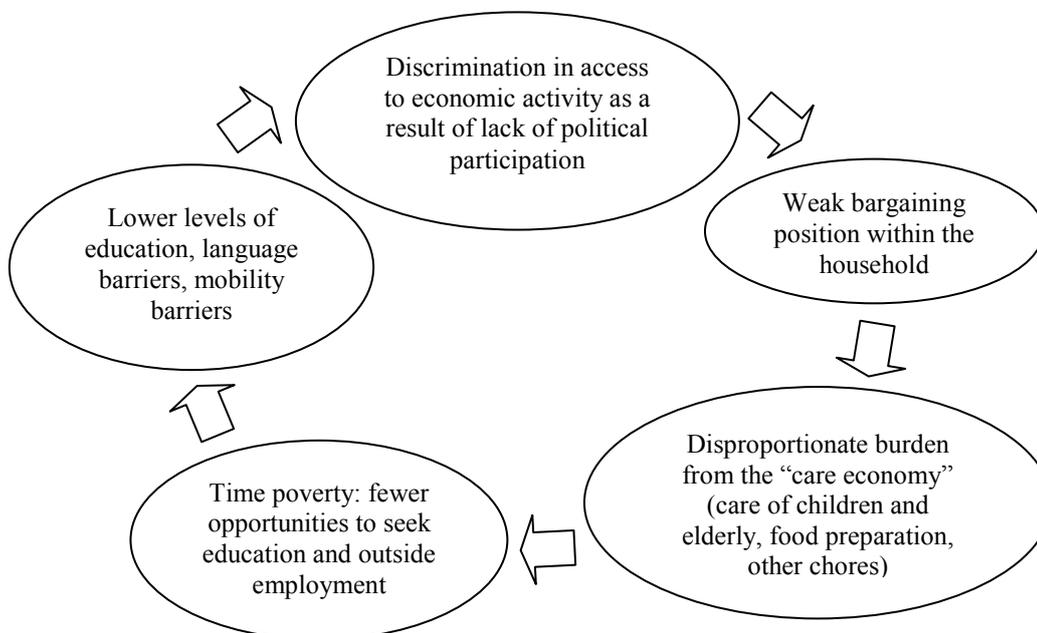 Discrimination in access
to economic activity as a
result of lack of political
participation
Weak bargaining
position within the
household
Disproportionate burden
from the “care economy”
(care of children and
elderly, food preparation,
other chores)
Time poverty: fewer
opportunities to seek
education and outside
employment
Lower levels of
education, language
barriers, mobility
barriers